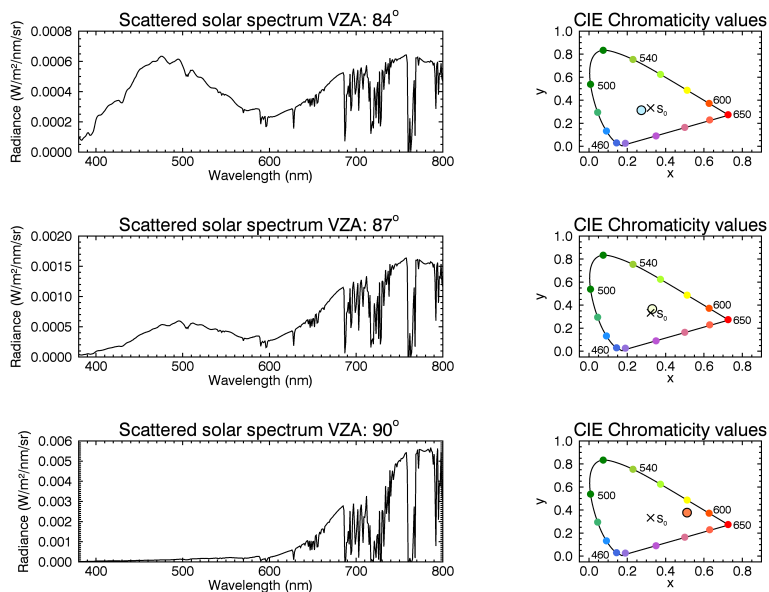 Scattered solar spectrum VZA: 84°
CIE Chromaticity values
Radiance (W/m²/nm/sr)
0.0008
0.0006
0.0004
0.0002
0.0000
400 500 600 700 800
Wavelength (nm)
y
1.0
0.8
0.6
0.4
0.2
0.0
540
500
600
S₀
650
460
0.0 0.2 0.4 0.6 0.8
x
Scattered solar spectrum VZA: 87°
CIE Chromaticity values
Radiance (W/m²/nm/sr)
0.0020
0.0015
0.0010
0.0005
0.0000
400 500 600 700 800
Wavelength (nm)
y
1.0
0.8
0.6
0.4
0.2
0.0
540
500
600
S₀
650
460
0.0 0.2 0.4 0.6 0.8
x
Scattered solar spectrum VZA: 90°
CIE Chromaticity values
Radiance (W/m²/nm/sr)
0.006
0.005
0.004
0.003
0.002
0.001
0.000
400 500 600 700 800
Wavelength (nm)
y
1.0
0.8
0.6
0.4
0.2
0.0
540
500
600
S₀
650
460
0.0 0.2 0.4 0.6 0.8
x